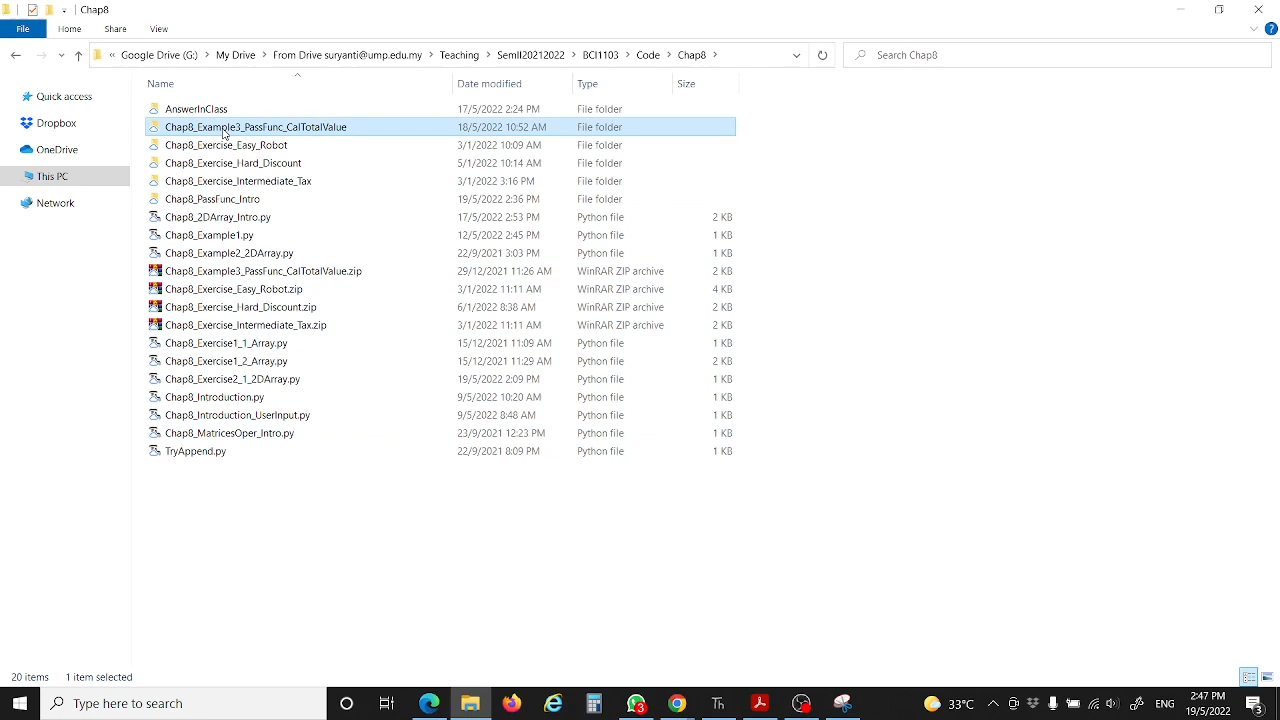 Chap8
File Home Share View
« Google Drive (G:) > My Drive > From Drive suryanti@ump.edu.my > Teaching > SemII20212022 > BCI1103 > Code > Chap8 > Search Chap8
Name Date modified Type Size
Quick access
Dropbox
OneDrive
This PC
Network
AnswerInClass 17/5/2022 2:24 PM File folder
Chap8_Example3_PassFunc_CalTotalValue 18/5/2022 10:52 AM File folder
Chap8_Exercise_Easy_Robot 3/1/2022 10:09 AM File folder
Chap8_Exercise_Hard_Discount 5/1/2022 10:14 AM File folder
Chap8_Exercise_Intermediate_Tax 3/1/2022 3:16 PM File folder
Chap8_PassFunc_Intro 19/5/2022 2:36 PM File folder
Chap8_2DArray_Intro.py 17/5/2022 2:53 PM Python file 2 KB
Chap8_Example1.py 12/5/2022 2:45 PM Python file 1 KB
Chap8_Example2_2DArray.py 22/9/2021 3:03 PM Python file 1 KB
Chap8_Example3_PassFunc_CalTotalValue.zip 29/12/2021 11:26 AM WinRAR ZIP archive 2 KB
Chap8_Exercise_Easy_Robot.zip 3/1/2022 11:11 AM WinRAR ZIP archive 4 KB
Chap8_Exercise_Hard_Discount.zip 6/1/2022 8:38 AM WinRAR ZIP archive 2 KB
Chap8_Exercise_Intermediate_Tax.zip 3/1/2022 11:11 AM WinRAR ZIP archive 2 KB
Chap8_Exercise1_1_Array.py 15/12/2021 11:09 AM Python file 1 KB
Chap8_Exercise1_2_Array.py 15/12/2021 11:29 AM Python file 2 KB
Chap8_Exercise2_1_2DArray.py 19/5/2022 2:09 PM Python file 1 KB
Chap8_Introduction.py 9/5/2022 10:20 AM Python file 1 KB
Chap8_Introduction_UserInput.py 9/5/2022 8:48 AM Python file 1 KB
Chap8_MatricesOper_Intro.py 23/9/2021 12:23 PM Python file 1 KB
TryAppend.py 22/9/2021 8:09 PM Python file 1 KB
20 items 1 item selected
Type here to search
3
Th
33°C
ENG
2:47 PM
19/5/2022
3